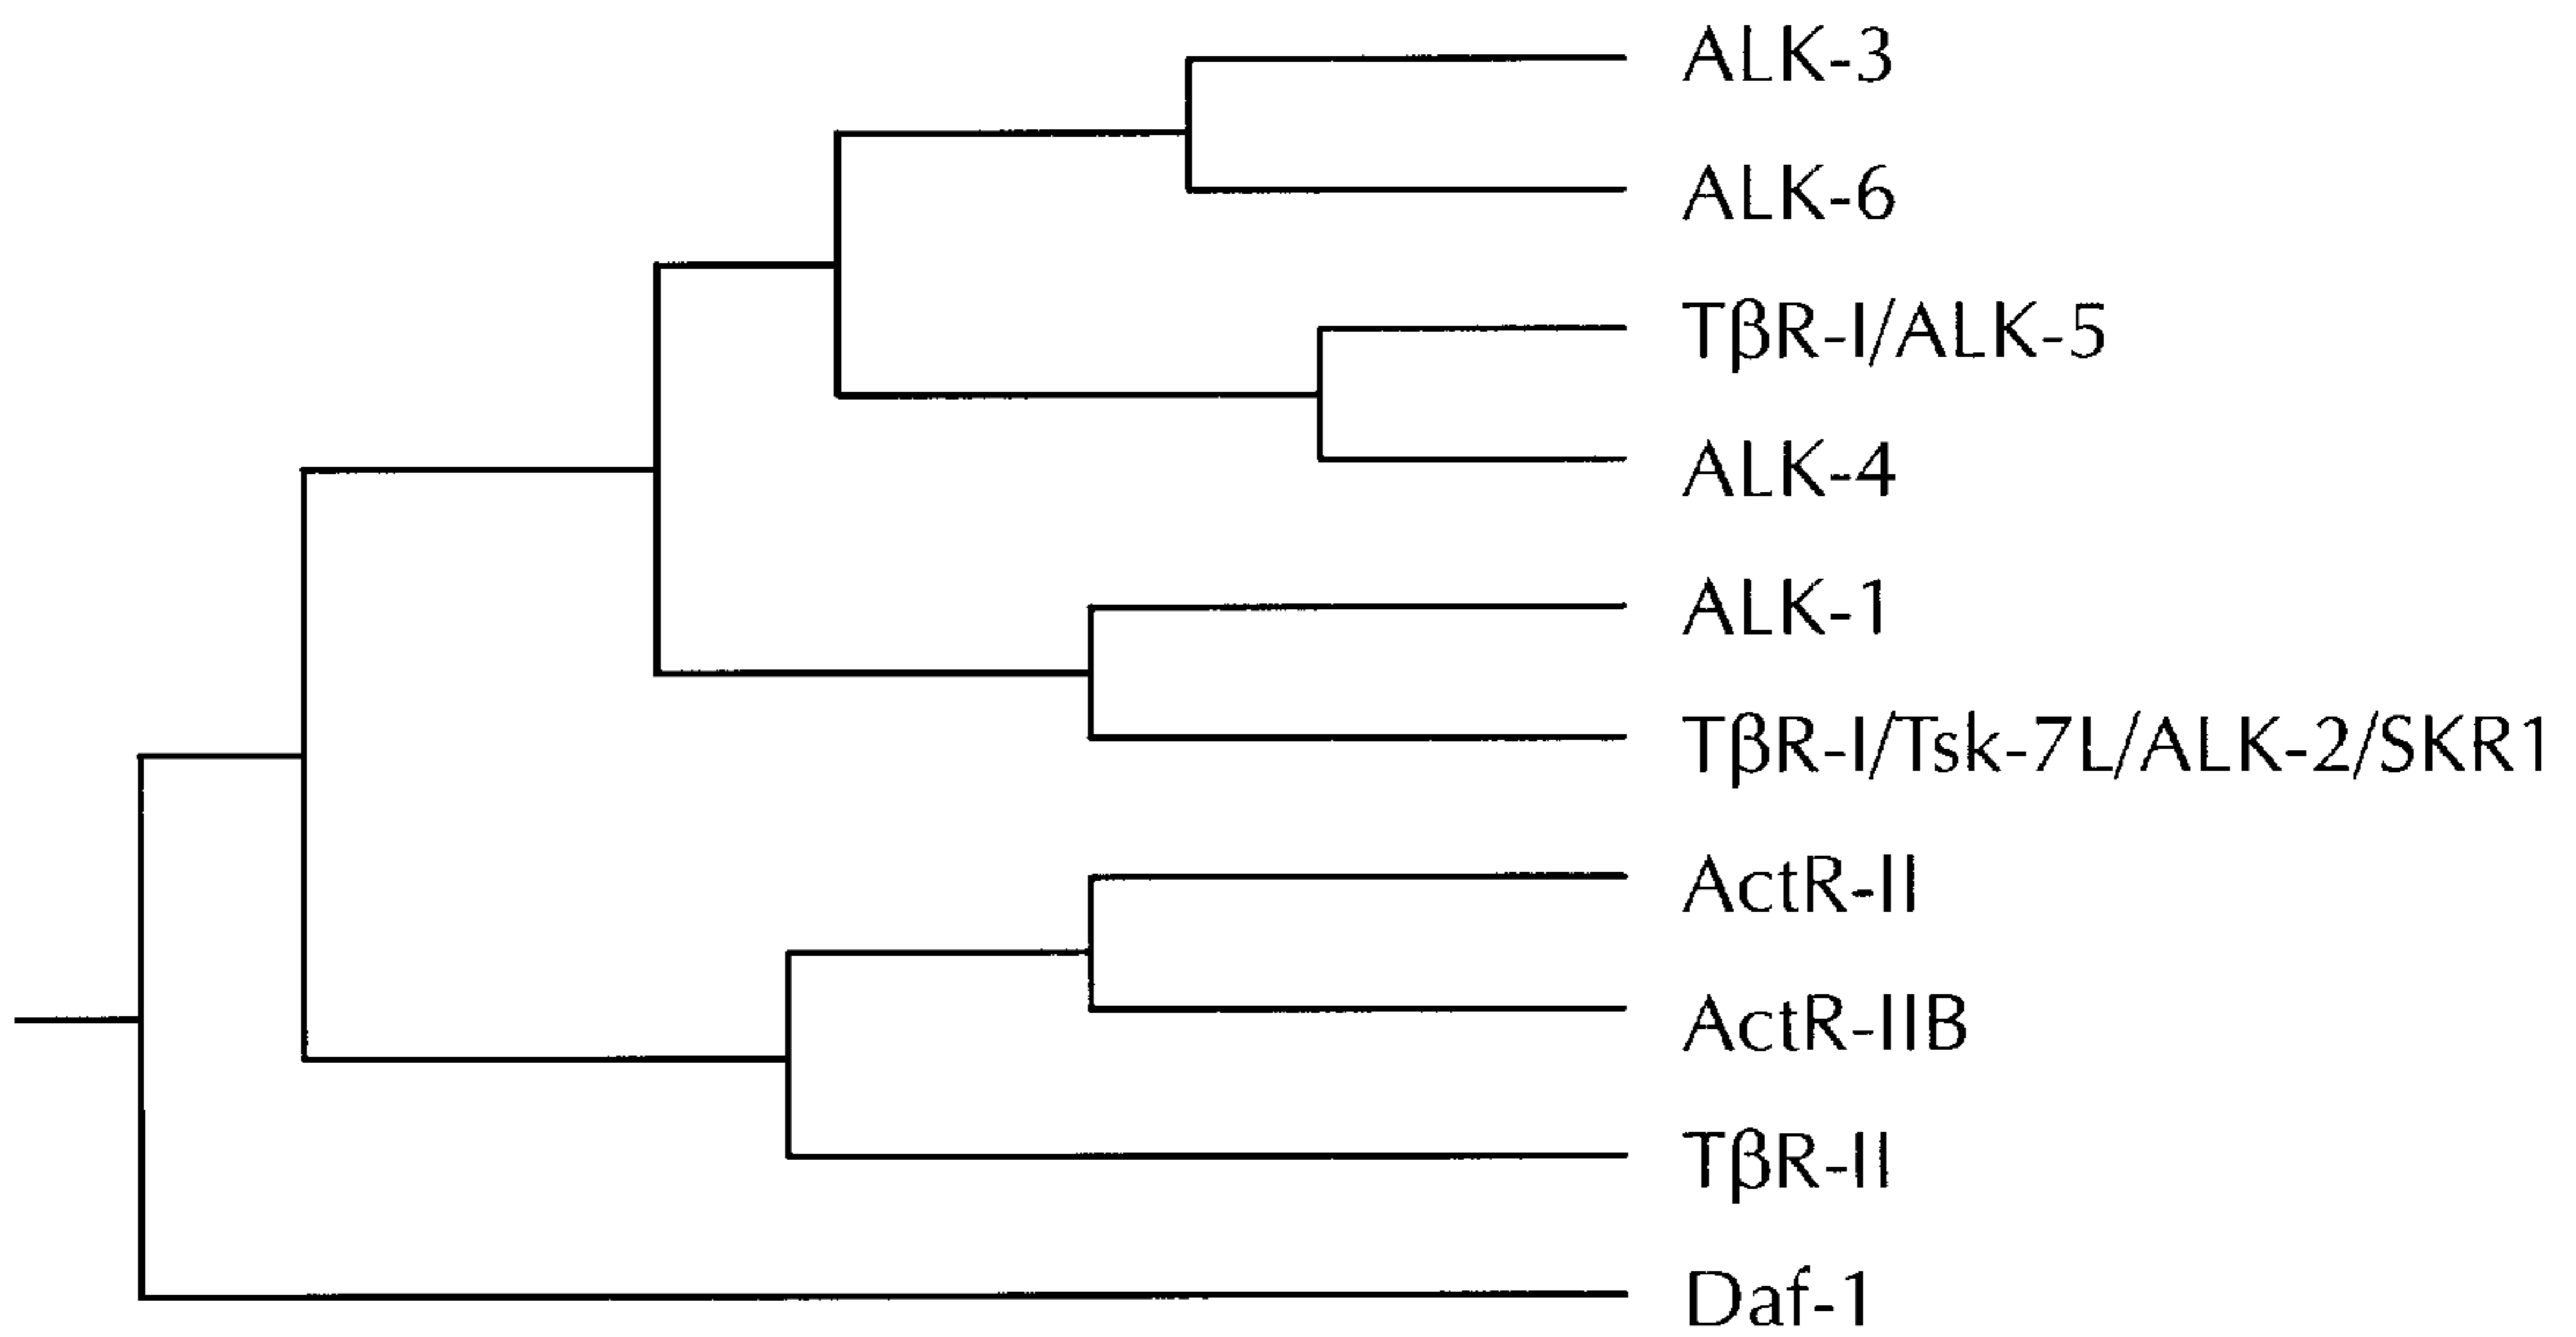 ALK-3
ALK-6
TβR-I/ALK-5
ALK-4
ALK-1
TβR-I/Tsk-7L/ALK-2/SKR1
ActR-II
ActR-IIB
TβR-II
Daf-1